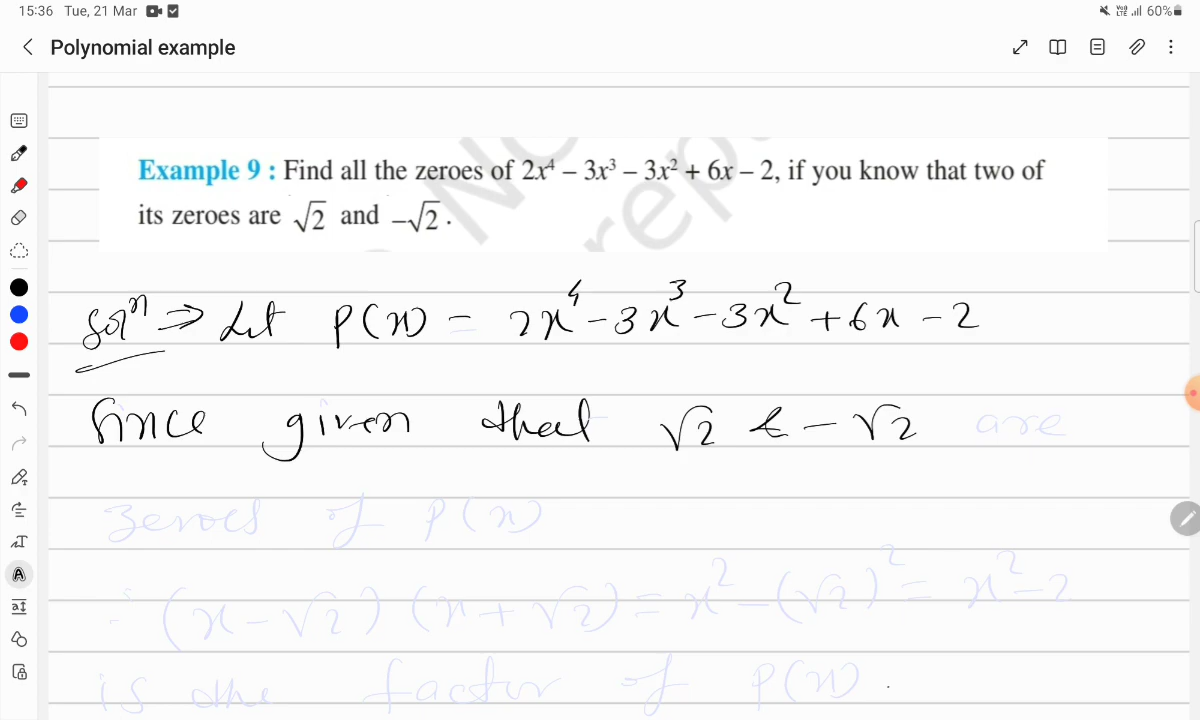 15:36 Tue, 21 Mar 60%
Polynomial example
Example 9 : Find all the zeroes of 2x⁴ – 3x³ – 3x² + 6x – 2, if you know that two of
its zeroes are √2 and –√2 .
Solⁿ ⇒ Let P(x) = 2x⁴ - 3x³ - 3x² + 6x - 2
Since given that √2 & - √2 are
zeroes of P(x)
∴ (x - √2) (x + √2) = x² - (√2)² = x² - 2
is the factor of P(x).